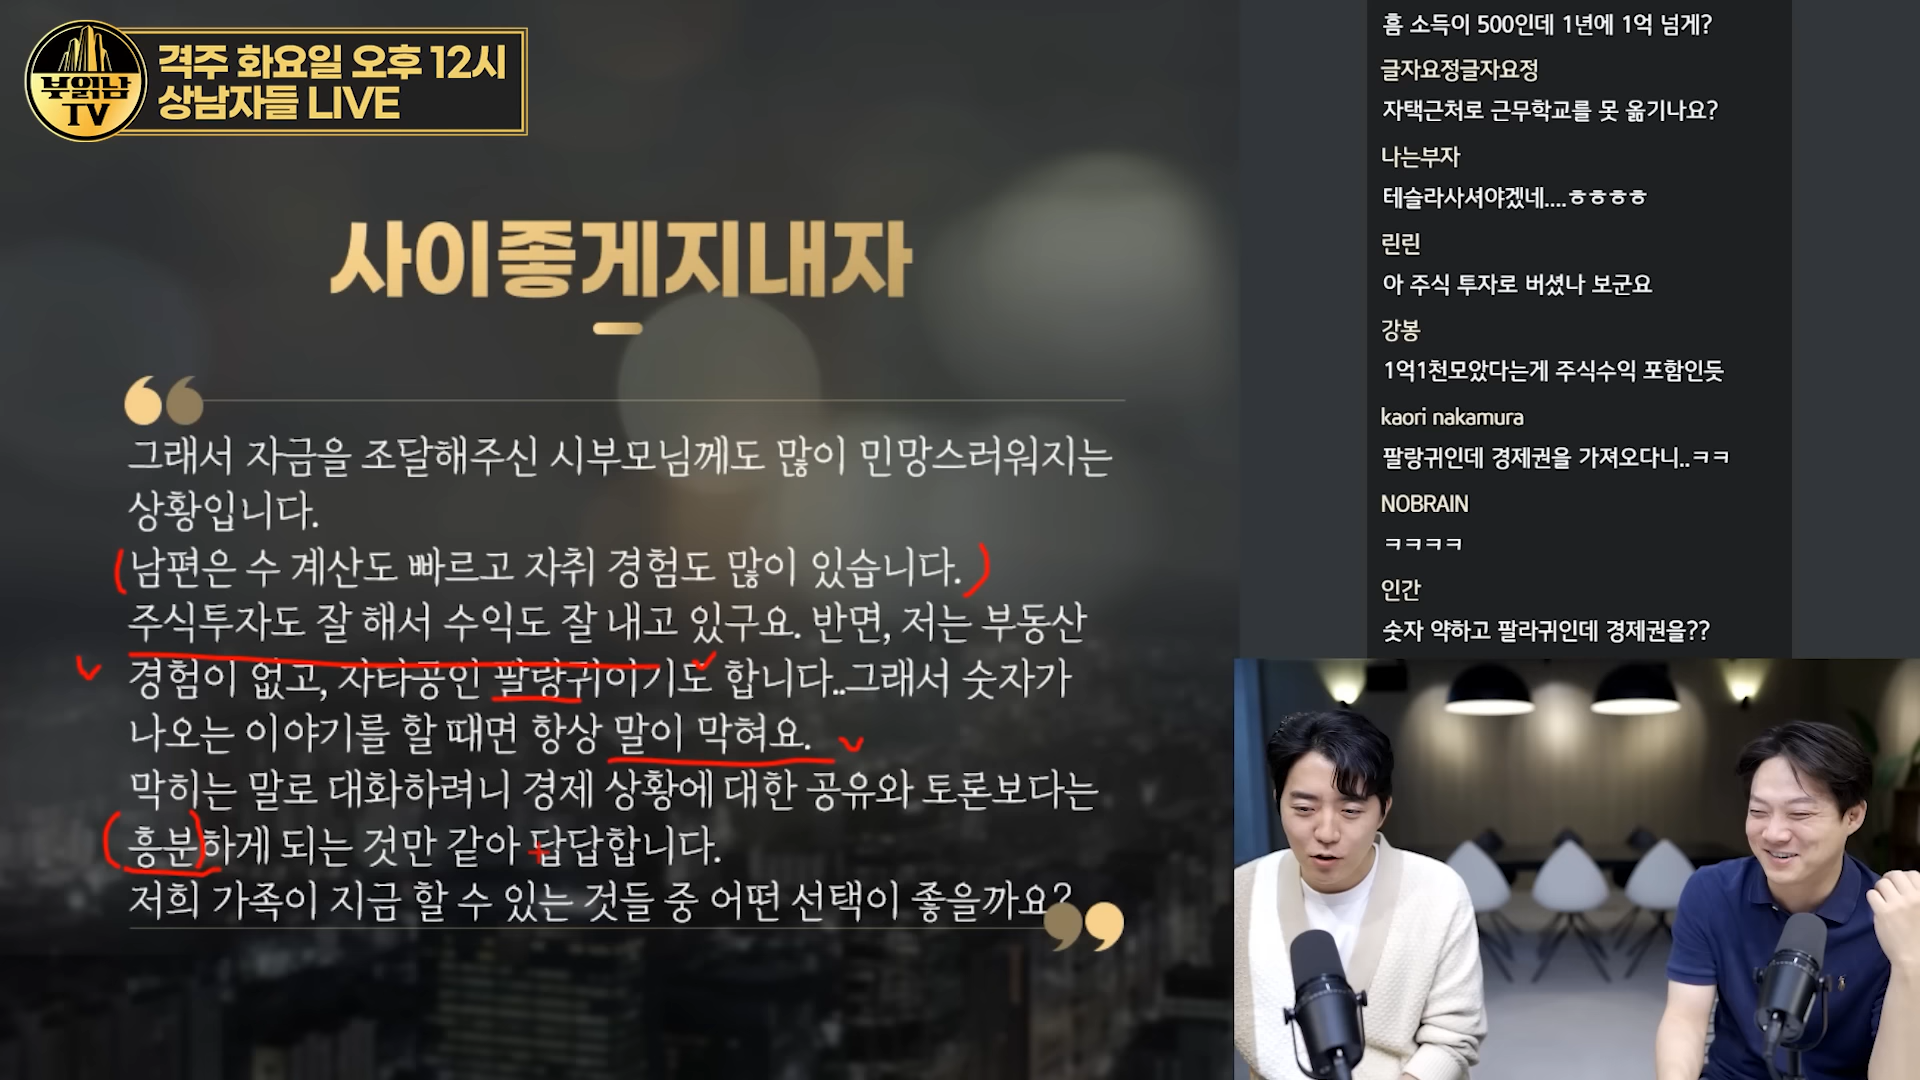 부읽남
TV
격주 화요일 오후 12시
상남자들 LIVE
사이좋게지내자
그래서 자금을 조달해주신 시부모님께도 많이 민망스러워지는
상황입니다.
남편은 수 계산도 빠르고 자취 경험도 많이 있습니다.
주식투자도 잘 해서 수익도 잘 내고 있구요. 반면, 저는 부동산
경험이 없고, 자타공인 팔랑귀이기도 합니다..그래서 숫자가
나오는 이야기를 할 때면 항상 말이 막혀요.
막히는 말로 대화하려니 경제 상황에 대한 공유와 토론보다는
흥분하게 되는 것만 같아 답답합니다.
저희 가족이 지금 할 수 있는 것들 중 어떤 선택이 좋을까요?
흠 소득이 500인데 1년에 1억 넘게?
글자요정글자요정
자택근처로 근무학교를 못 옮기나요?
나는부자
테슬라사셔야겠네....ㅎㅎㅎㅎ
린린
아 주식 투자로 버셨나 보군요
강봉
1억1천모았다는게 주식수익 포함인듯
kaori nakamura
팔랑귀인데 경제권을 가져오다니..ㅋㅋ
NOBRAIN
ㅋㅋㅋㅋ
인간
숫자 약하고 팔라귀인데 경제권을??